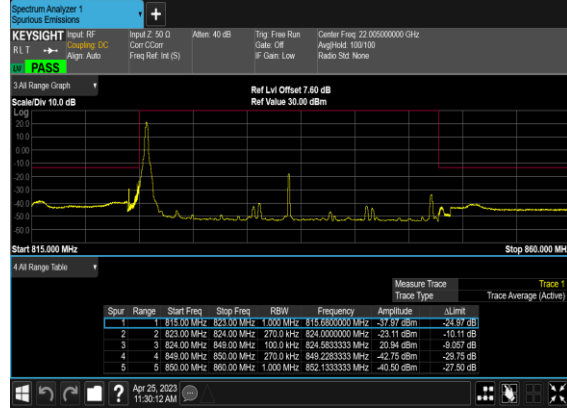 Spectrum Analyzer 1
Spurious Emissions
+
KEYSIGHT Input: RF Input Z: 50 Ω Atten: 40 dB Trig: Free Run Center Freq: 22.005000000 GHz
RLT Coupling: DC Corr CCorr Gate: Off Avg|Hold: 100/100
Align: Auto Freq Ref: Int (S) IF Gain: Low Radio Std: None
LW PASS
3 All Range Graph
Ref Lvl Offset 7.60 dB
Scale/Div 10.0 dB Ref Value 30.00 dBm
Log
20.0
10.0
0.00
-10.0
-20.0
-30.0
-40.0
-50.0
-60.0
Start 815.000 MHz Stop 860.000 MH
4 All Range Table
Measure Trace Trace 1
Trace Type Trace Average (Active)
Spur Range Start Freq Stop Freq RBW Frequency Amplitude ΔLimit
1 1 815.00 MHz 823.00 MHz 1.000 MHz 815.6800000 MHz -37.97 dBm -24.97 dB
2 2 823.00 MHz 824.00 MHz 270.0 kHz 824.0000000 MHz -23.11 dBm -10.11 dB
3 3 824.00 MHz 849.00 MHz 100.0 kHz 824.5833333 MHz 20.94 dBm -9.057 dB
4 4 849.00 MHz 850.00 MHz 270.0 kHz 849.2283333 MHz -42.75 dBm -29.75 dB
5 5 850.00 MHz 860.00 MHz 1.000 MHz 852.1333333 MHz -40.50 dBm -27.50 dB
?
Apr 25, 2023
11:30:12 AM